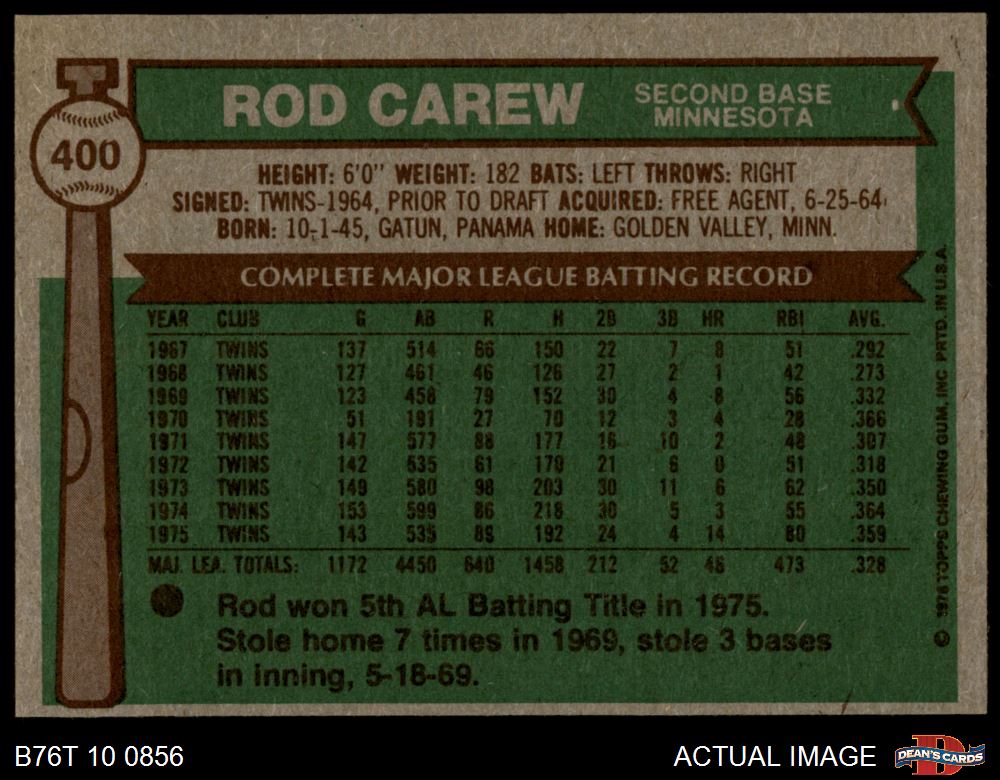 ROD CAREW
SECOND BASE
MINNESOTA
400
HEIGHT: 6'0" WEIGHT: 182 BATS: LEFT THROWS: RIGHT
SIGNED: TWINS-1964, PRIOR TO DRAFT ACQUIRED: FREE AGENT, 6-25-64
BORN: 10-1-45, GATUN, PANAMA HOME: GOLDEN VALLEY, MINN.
COMPLETE MAJOR LEAGUE BATTING RECORD
YEAR CLUB G AB R H 2B 3B HR RBI AVG.
1967 TWINS 137 514 66 150 22 7 8 51 .292
1968 TWINS 127 461 46 126 27 2 1 42 .273
1969 TWINS 123 458 79 152 30 4 8 56 .332
1970 TWINS 51 191 27 70 12 3 4 28 .366
1971 TWINS 147 577 88 177 16 10 2 48 .307
1972 TWINS 142 535 61 170 21 6 0 51 .318
1973 TWINS 149 580 98 203 30 11 6 62 .350
1974 TWINS 153 599 86 218 30 5 3 55 .364
1975 TWINS 143 535 89 192 24 4 14 80 .359
MAJ. LEA. TOTALS: 1172 4450 640 1458 212 52 46 473 .328
Rod won 5th AL Batting Title in 1975.
Stole home 7 times in 1969, stole 3 bases
in inning, 5-18-69.
© 1976 TOPPS CHEWING GUM, INC PRTD. IN U.S.A.
B76T 10 0856
ACTUAL IMAGE
DEAN'S CARDS